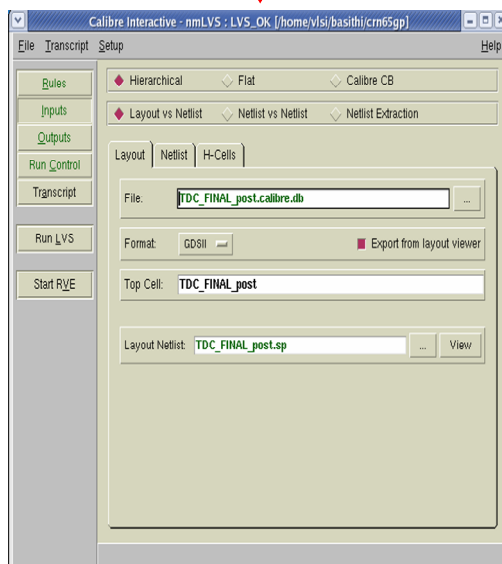 Calibre Interactive - nmLVS : LVS_OK [/home/vlsi/basithi/crn65gp]
File Transcript Setup Help
Rules
Inputs
Outputs
Run Control
Transcript
Run LVS
Start RVE
Hierarchical Flat Calibre CB
Layout vs Netlist Netlist vs Netlist Netlist Extraction
Layout Netlist H-Cells
File: TDC_FINAL_post.calibre.db ...
Format: GDSII Export from layout viewer
Top Cell: TDC_FINAL_post
Layout Netlist: TDC_FINAL_post.sp ... View